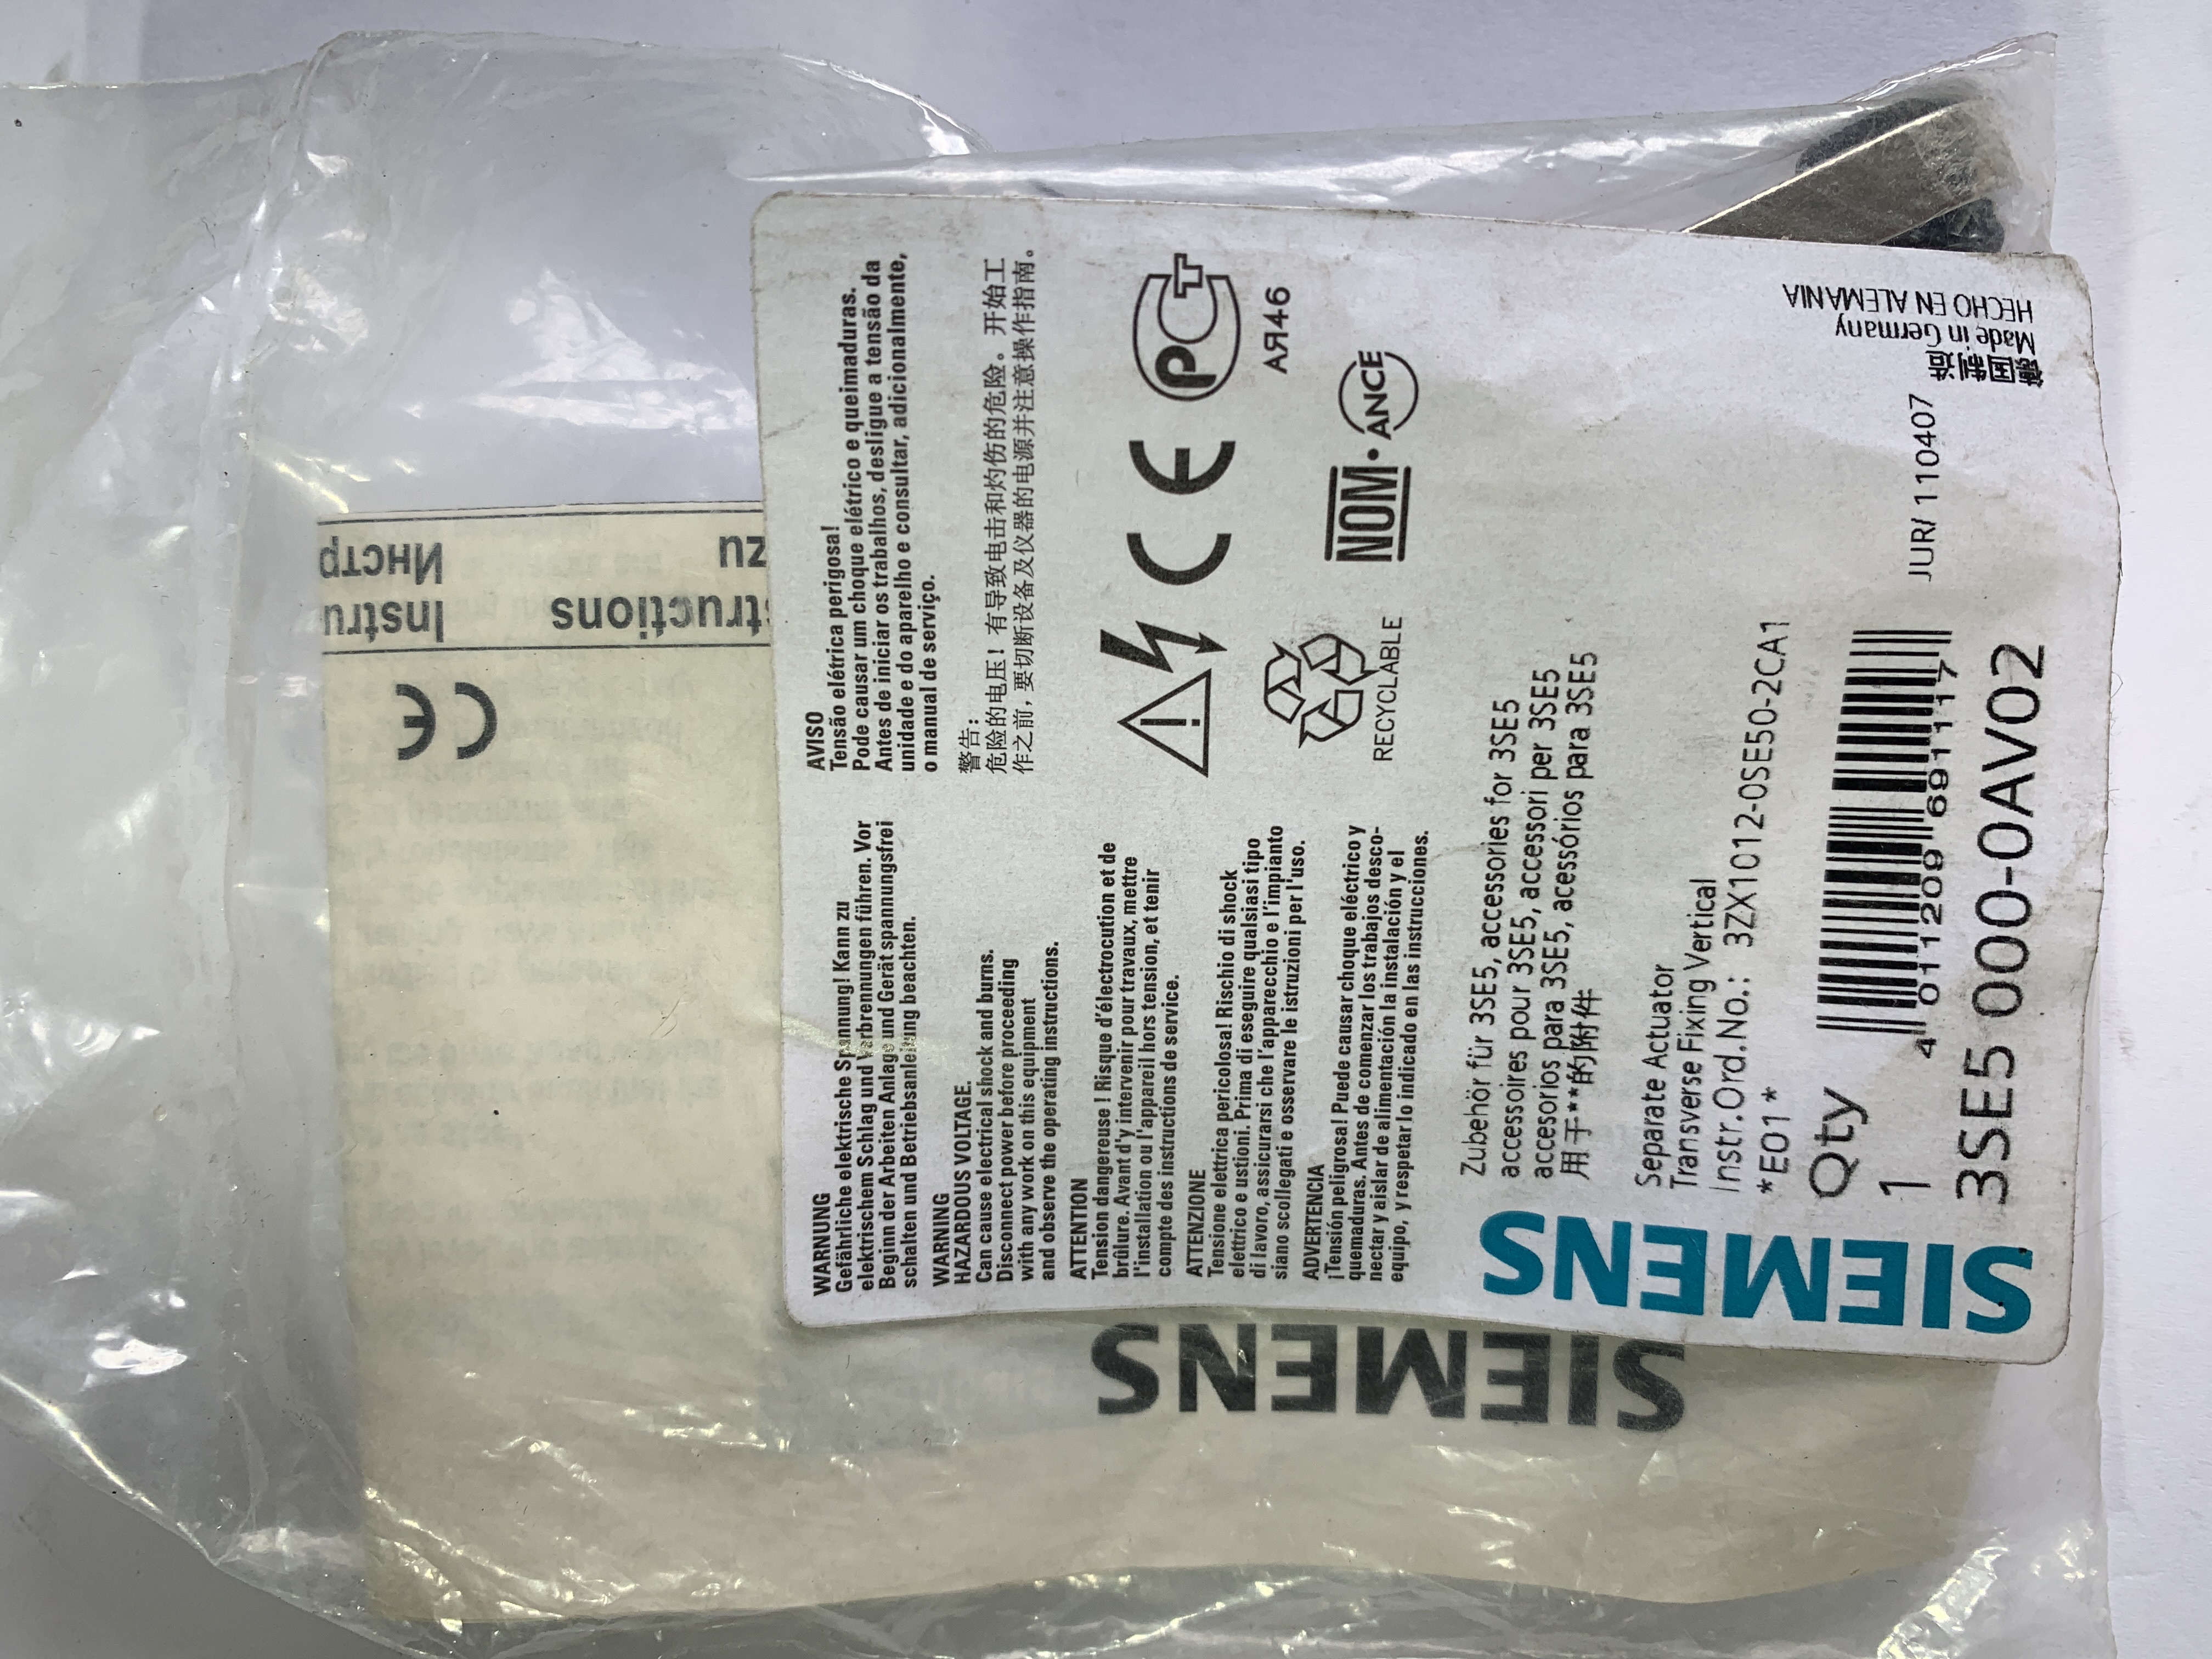 WARNUNG
Gefährliche elektrische Spannung! Kann zu
elektrischem Schlag und Verbrennungen führen. Vor
Beginn der Arbeiten Anlage und Gerät spannungsfrei
schalten und Betriebsanleitung beachten.
WARNING
HAZARDOUS VOLTAGE.
Can cause electrical shock and burns.
Disconnect power before proceeding
with any work on this equipment
and observe the operating instructions.
ATTENTION
Tension dangereuse ! Risque d'électrocution et de
brûlure. Avant d'y intervenir pour travaux, mettre
l'installation ou l'appareil hors tension, et tenir
compte des instructions de service.
ATTENZIONE
Tensione elettrica pericolosa! Rischio di shock
elettrico e ustioni. Prima di eseguire qualsiasi tipo
di lavoro, assicurarsi che l'apparecchio e l'impianto
siano scollegati e osservare le istruzioni per l'uso.
ADVERTENCIA
¡Tensión peligrosa! Puede causar choque eléctrico y
quemaduras. Antes de comenzar los trabajos desco-
nectar y aislar de alimentación la instalación y el
equipo, y respetar lo indicado en las instrucciones.
AVISO
Tensão elétrica perigosa!
Pode causar um choque elétrico e queimaduras.
Antes de iniciar os trabalhos, desligue a tensão da
unidade e do aparelho e consultar, adicionalmente,
o manual de serviço.
警告:
危险的电压! 有导致电击和灼伤的危险。开始工
作之前,要切断设备及仪器的电源并注意操作指南。
CE
РСТ
АЯ46
RECYCLABLE
NOM
ANCE
Zubehör für 3SE5, accessories for 3SE5
accessoires pour 3SE5, accessori per 3SE5
accesorios para 3SE5, acessórios para 3SE5
用于**的附件
Separate Actuator
Transverse Fixing Vertical
Instr.Ord.No.: 3ZX1012-0SE50-2CA1
*E01*
Qty
1
4 011209 691117
JUR/ 110407
3SE5 000-0AV02
SIEMENS
德国制造
Made in Germany
HECHO EN ALEMANIA
SIEMENS
CE
Instru
structions
Инстр
zu